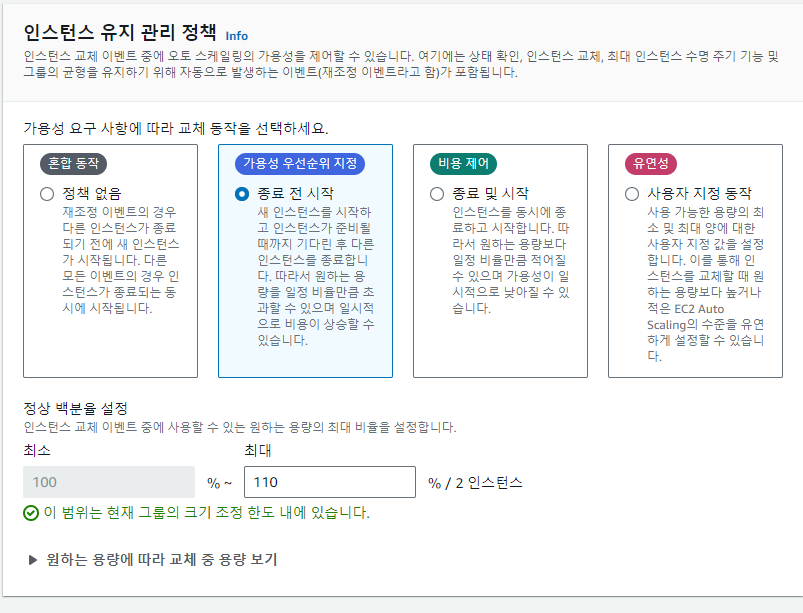 인스턴스 유지 관리 정책 Info
인스턴스 교체 이벤트 중에 오토 스케일링의 가용성을 제어할 수 있습니다. 여기에는 상태 확인, 인스턴스 교체, 최대 인스턴스 수명 주기 기능 및
그룹의 균형을 유지하기 위해 자동으로 발생하는 이벤트(재조정 이벤트라고 함)가 포함됩니다.
가용성 요구 사항에 따라 교체 동작을 선택하세요.
혼합 동작
정책 없음
재조정 이벤트의 경우
다른 인스턴스가 종료
되기 전에 새 인스턴스
가 시작됩니다. 다른
모든 이벤트의 경우 인
스턴스가 종료되는 동
시에 시작됩니다.
가용성 우선순위 지정
종료 전 시작
새 인스턴스를 시작하
고 인스턴스가 준비될
때까지 기다린 후 다른
인스턴스를 종료합니
다. 따라서 원하는 용
량을 일정 비율만큼 초
과할 수 있으며 일시적
으로 비용이 상승할 수
있습니다.
비용 제어
종료 및 시작
인스턴스를 동시에 종
료하고 시작합니다. 따
라서 원하는 용량보다
일정 비율만큼 적어질
수 있으며 가용성이 일
시적으로 낮아질 수 있
습니다.
유연성
사용자 지정 동작
사용 가능한 용량의 최
소 및 최대 양에 대한
사용자 지정 값을 설정
합니다. 이를 통해 인
스턴스를 교체할 때 원
하는 용량보다 높거나
적은 EC2 Auto
Scaling의 수준을 유연
하게 설정할 수 있습니
다.
정상 백분율 설정
인스턴스 교체 이벤트 중에 사용할 수 있는 원하는 용량의 최대 비율을 설정합니다.
최소 최대
100 % ~ 110 % / 2 인스턴스
이 범위는 현재 그룹의 크기 조정 한도 내에 있습니다.
원하는 용량에 따라 교체 중 용량 보기